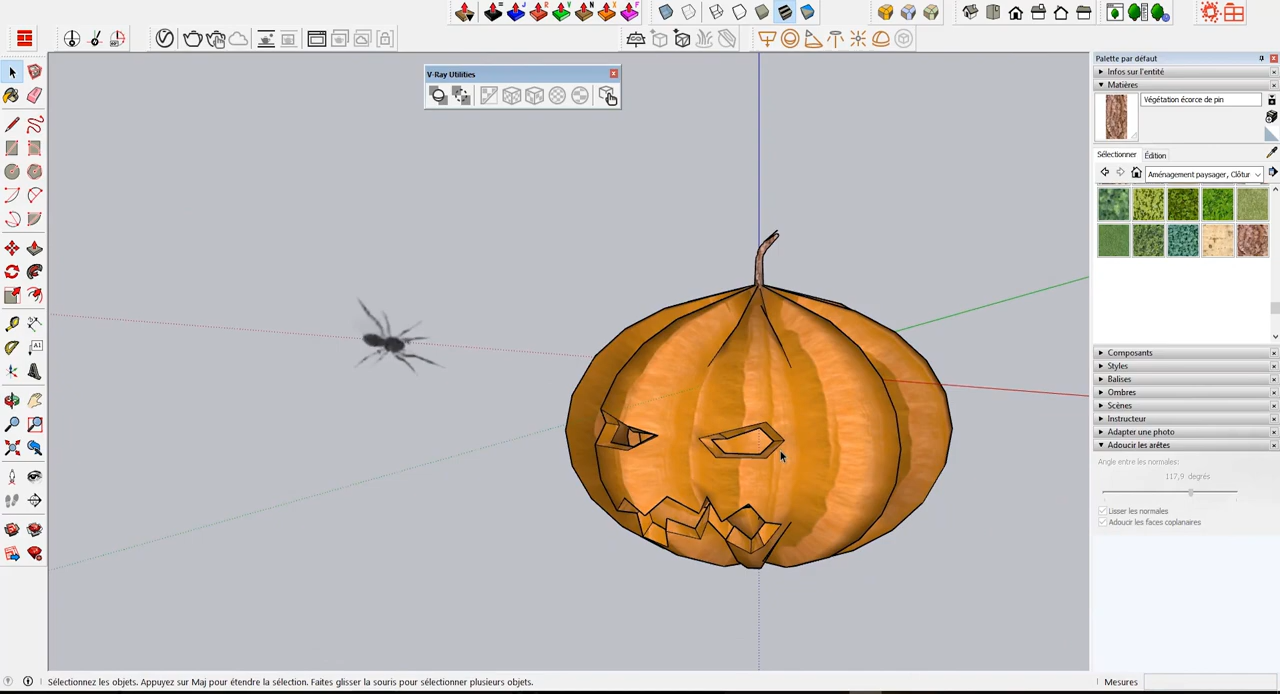 V-Ray Utilities
Palette par défaut
Infos sur l'entité
Matières
Végétation écorce de pin
Sélectionner
Édition
Aménagement paysager, Clôtur
Composants
Styles
Balises
Ombres
Scènes
Instructeur
Adapter une photo
Adoucir les arêtes
Angle entre les normales:
117,9 degrés
Lisser les normales
Adoucir les faces coplanaires
Sélectionnez les objets. Appuyez sur Maj pour étendre la sélection. Faites glisser la souris pour sélectionner plusieurs objets.
Mesures